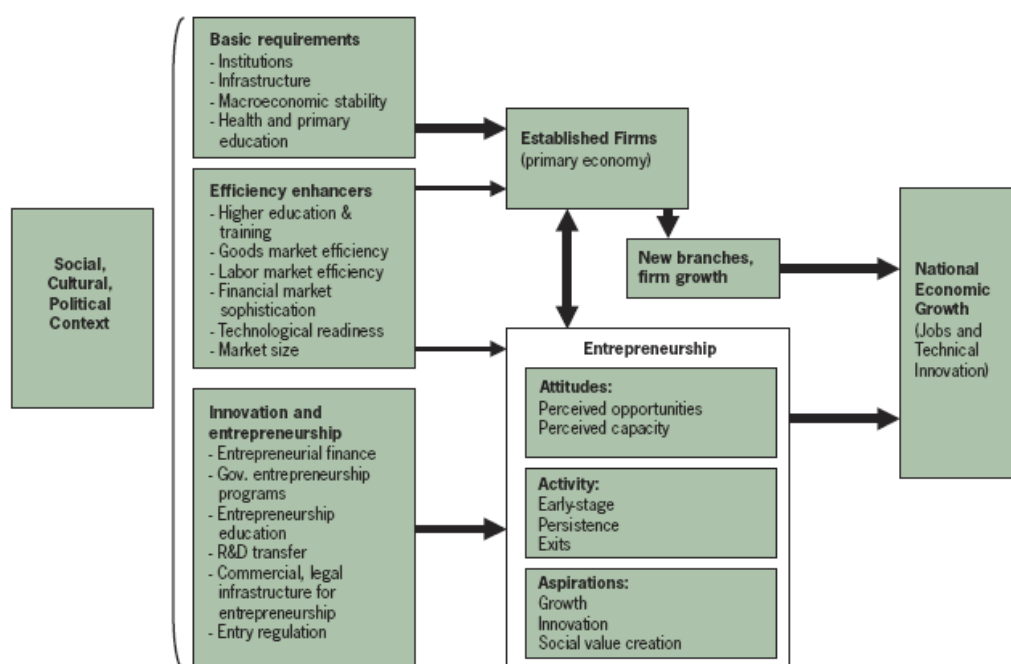 Social,
Cultural,
Political
Context
Basic requirements
- Institutions
- Infrastructure
- Macroeconomic stability
- Health and primary
education
Efficiency enhancers
- Higher education &
training
- Goods market efficiency
- Labor market efficiency
- Financial market
sophistication
- Technological readiness
- Market size
Innovation and
entrepreneurship
- Entrepreneurial finance
- Gov. entrepreneurship
programs
- Entrepreneurship
education
- R&D transfer
- Commercial, legal
infrastructure for
entrepreneurship
- Entry regulation
Established Firms
(primary economy)
New branches,
firm growth
Entrepreneurship
Attitudes:
Perceived opportunities
Perceived capacity
Activity:
Early-stage
Persistence
Exits
Aspirations:
Growth
Innovation
Social value creation
National
Economic
Growth
(Jobs and
Technical
Innovation)